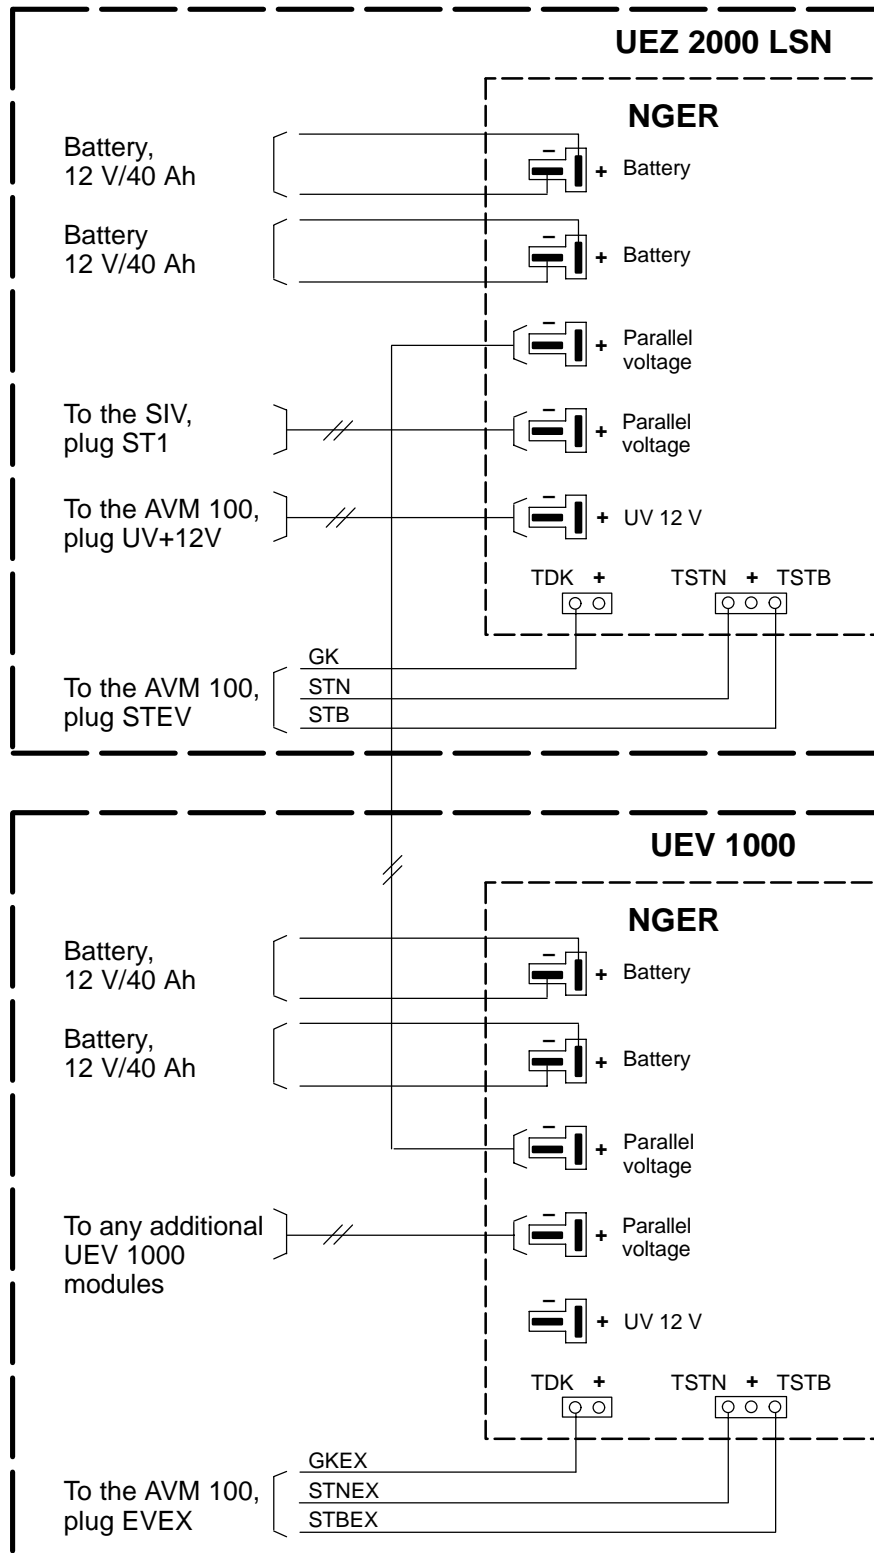 UEZ 2000 LSN
NGER
Battery,
12 V/40 Ah
– + Battery
Battery
12 V/40 Ah
– + Battery
– + Parallel
voltage
To the SIV,
plug ST1
– + Parallel
voltage
To the AVM 100,
plug UV+12V
– + UV 12 V
TDK + TSTN + TSTB
GK
To the AVM 100,
plug STEV
STN
STB
UEV 1000
NGER
Battery,
12 V/40 Ah
– + Battery
Battery,
12 V/40 Ah
– + Battery
– + Parallel
voltage
To any additional
UEV 1000
modules
– + Parallel
voltage
– + UV 12 V
TDK + TSTN + TSTB
GKEX
To the AVM 100,
plug EVEX
STNEX
STBEX